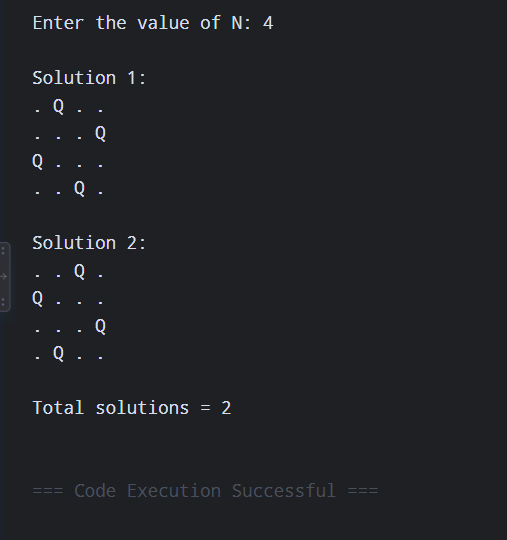 Enter the value of N: 4
Solution 1:
. Q . .
. . . Q
Q . . .
. . Q .
Solution 2:
. . Q .
Q . . .
. . . Q
. Q . .
Total solutions = 2
=== Code Execution Successful ===